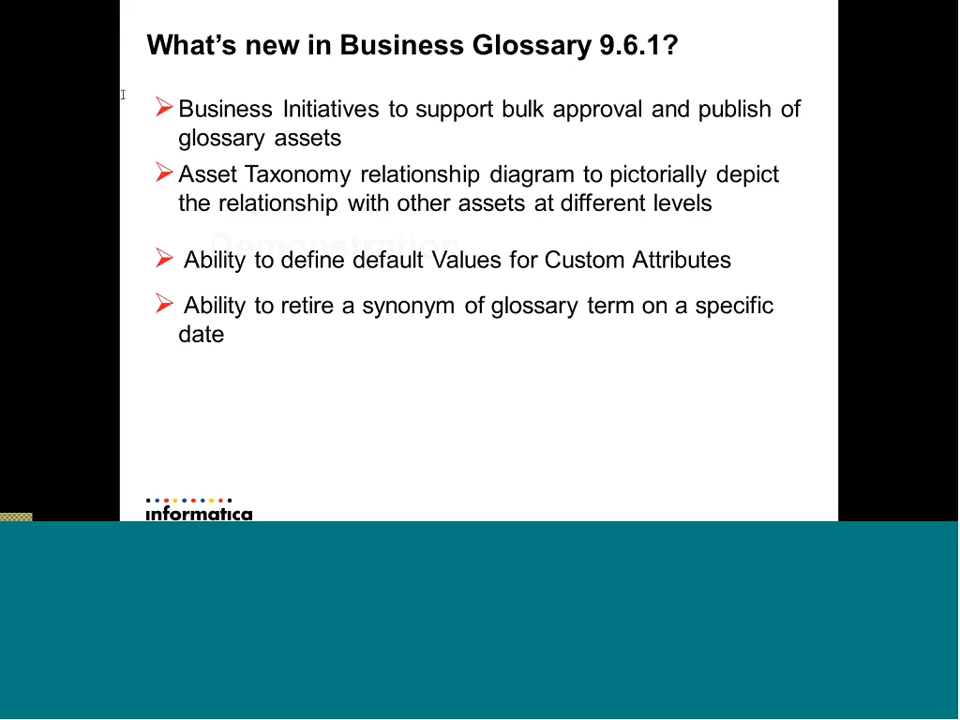 What's new in Business Glossary 9.6.1?
➢ Business Initiatives to support bulk approval and publish of
glossary assets
➢ Asset Taxonomy relationship diagram to pictorially depict
the relationship with other assets at different levels
Demonstration
➢ Ability to define default Values for Custom Attributes
➢ Ability to retire a synonym of glossary term on a specific
date
informatica